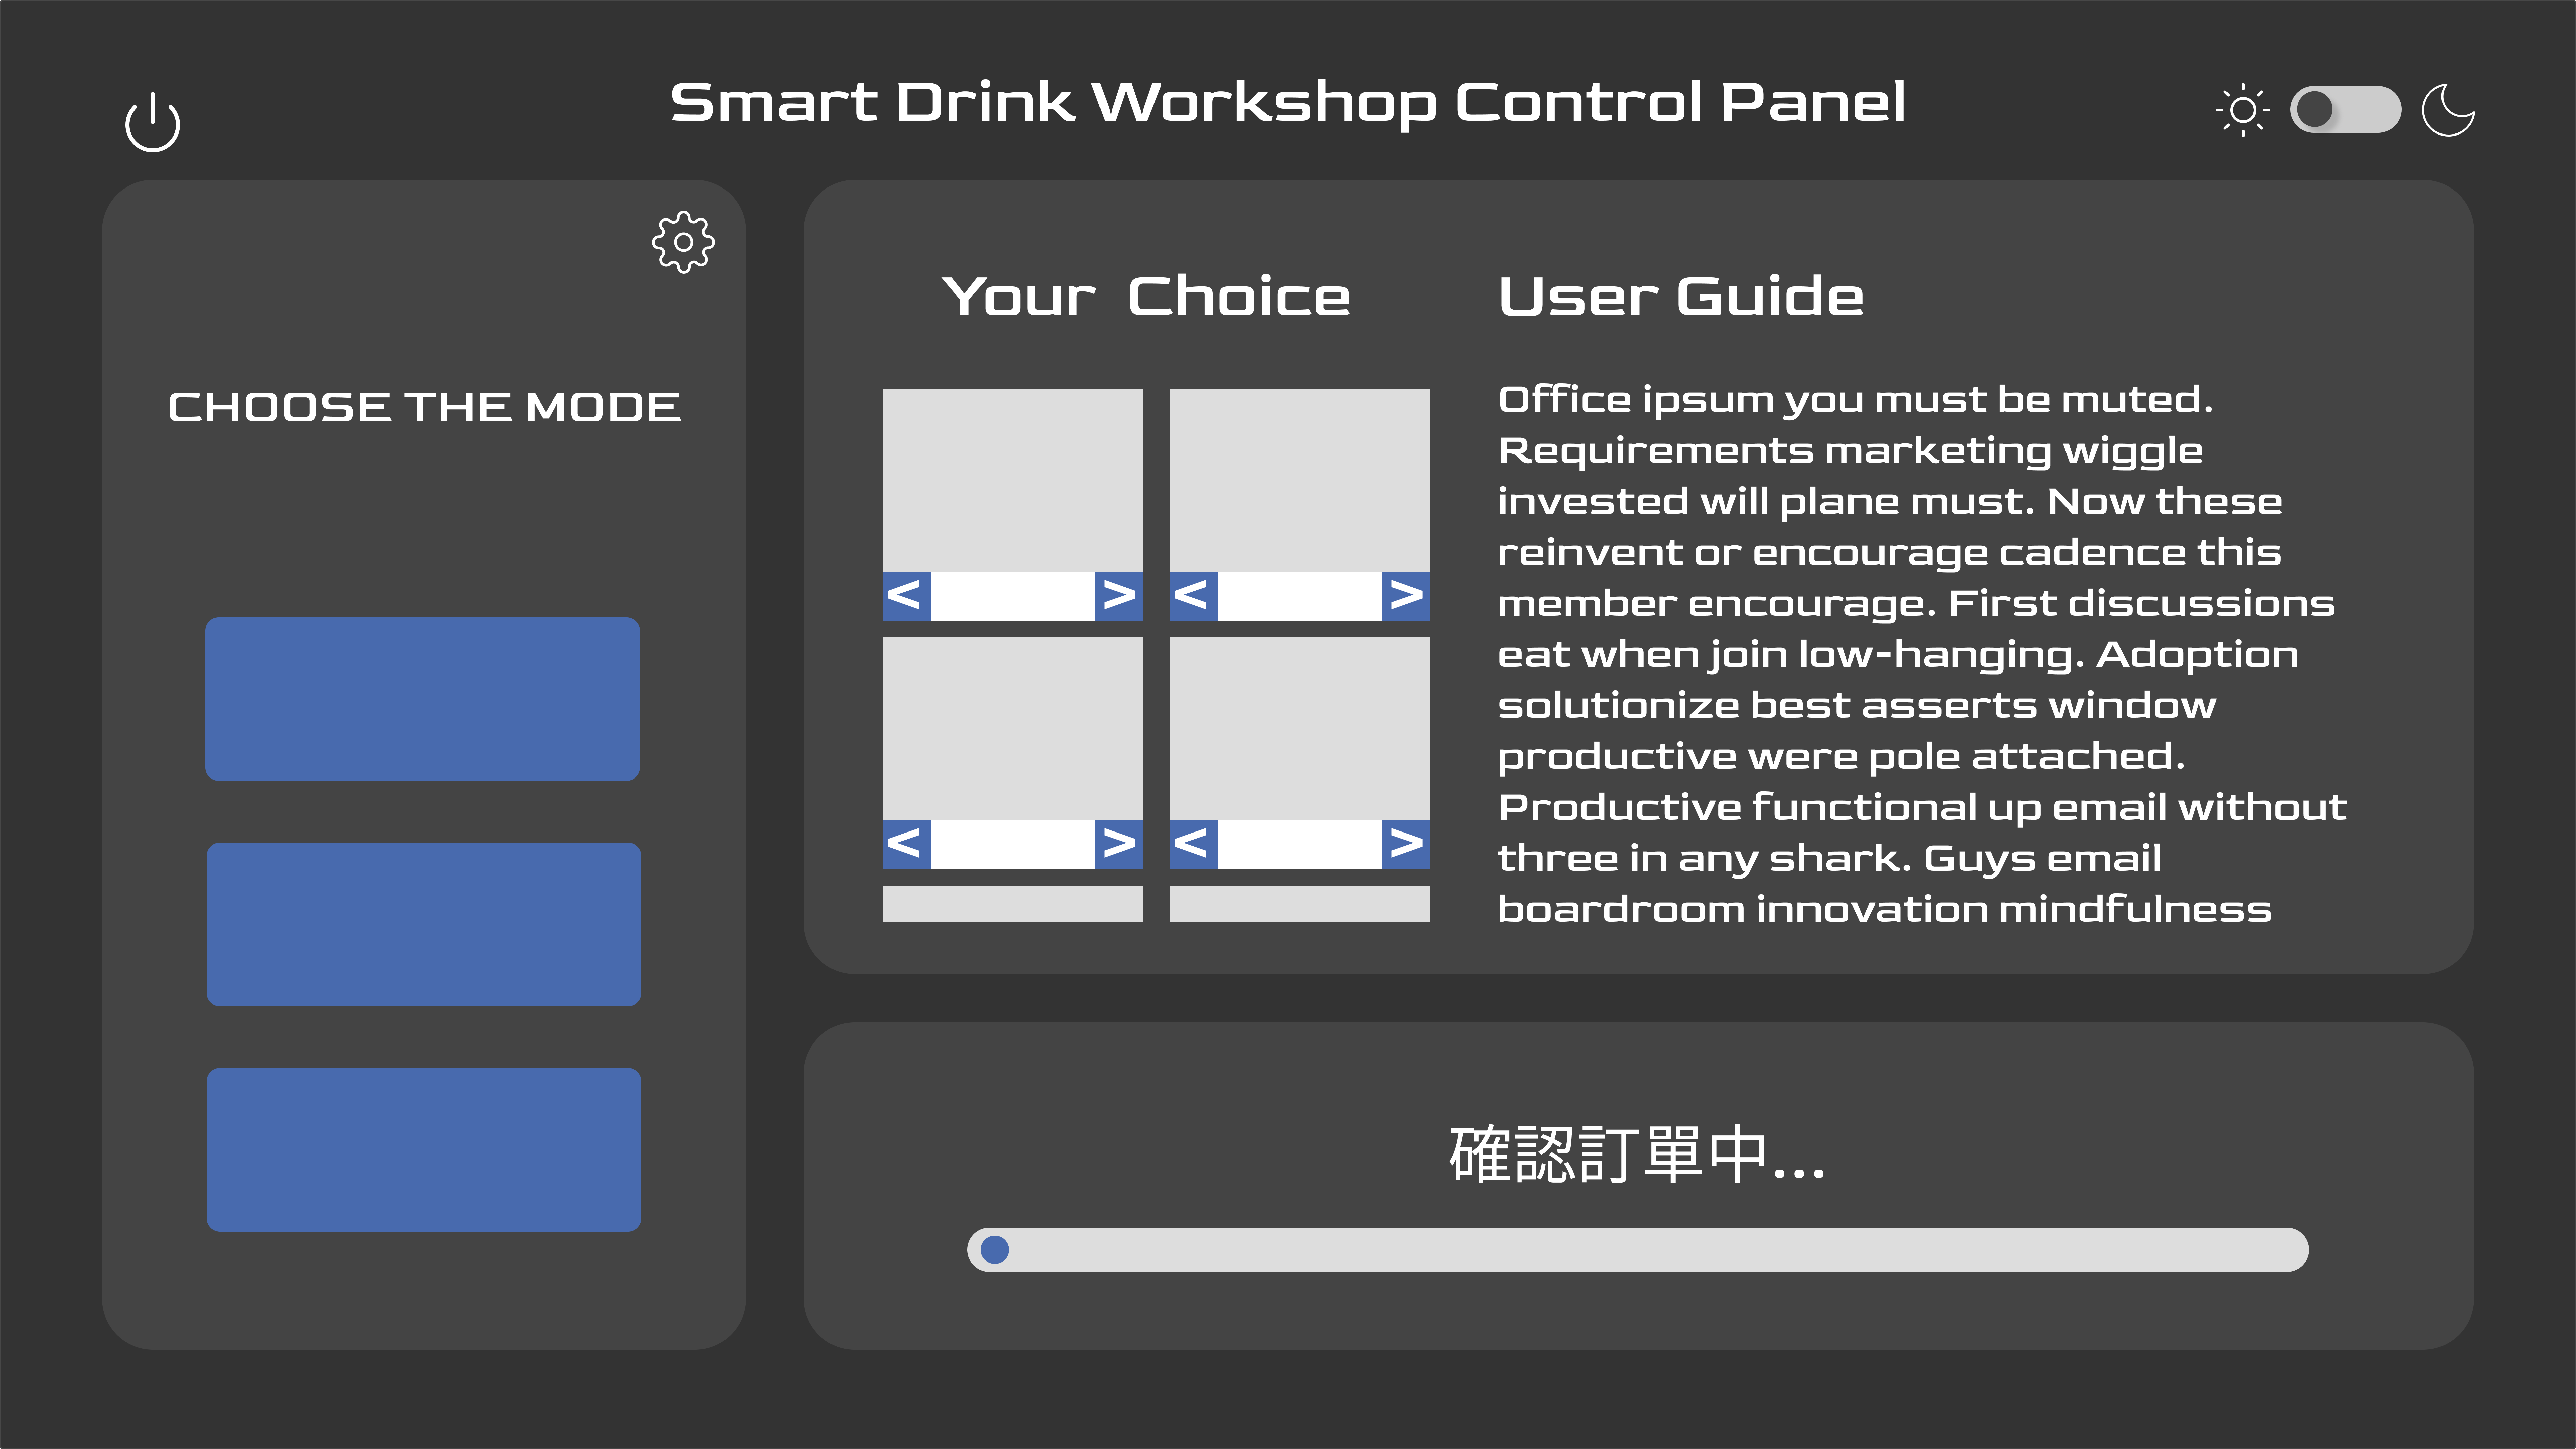 Smart Drink Workshop Control Panel
CHOOSE THE MODE
Your Choice
< > < >
< > < >
User Guide
Office ipsum you must be muted.
Requirements marketing wiggle
invested will plane must. Now these
reinvent or encourage cadence this
member encourage. First discussions
eat when join low-hanging. Adoption
solutionize best asserts window
productive were pole attached.
Productive functional up email without
three in any shark. Guys email
boardroom innovation mindfulness
確認訂單中...